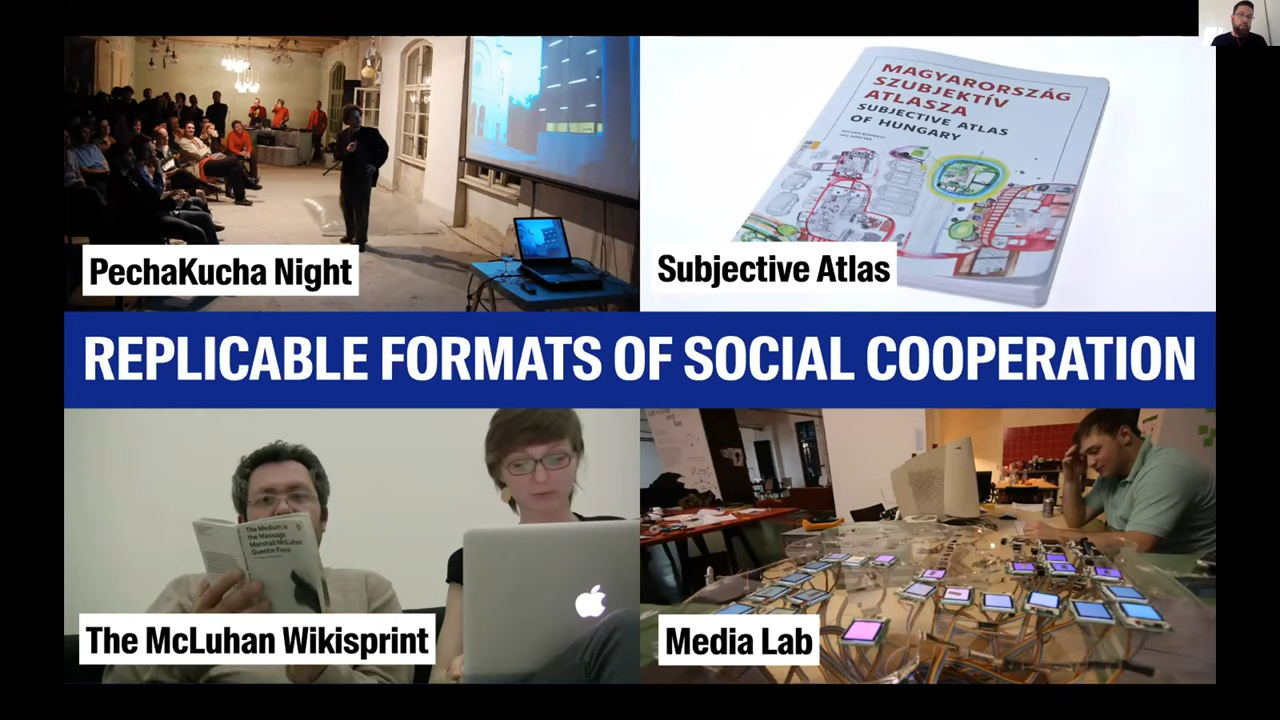 MAGYARORSZÁG
SZUBJEKTÍV
ATLASZA
SUBJECTIVE ATLAS
OF HUNGARY
PechaKucha Night
Subjective Atlas
REPLICABLE FORMATS OF SOCIAL COOPERATION
The Medium is
the Massage
Marshall McLuhan
Quentin Fiore
The McLuhan Wikisprint
Media Lab